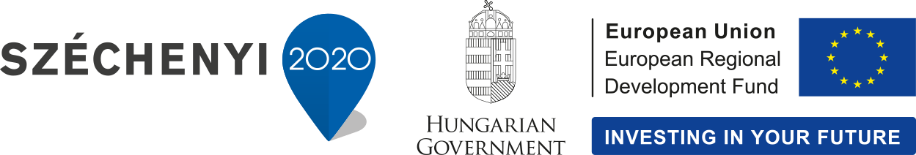 SZÉCHENYI 2020
HUNGARIAN
GOVERNMENT
European Union
European Regional
Development Fund
INVESTING IN YOUR FUTURE